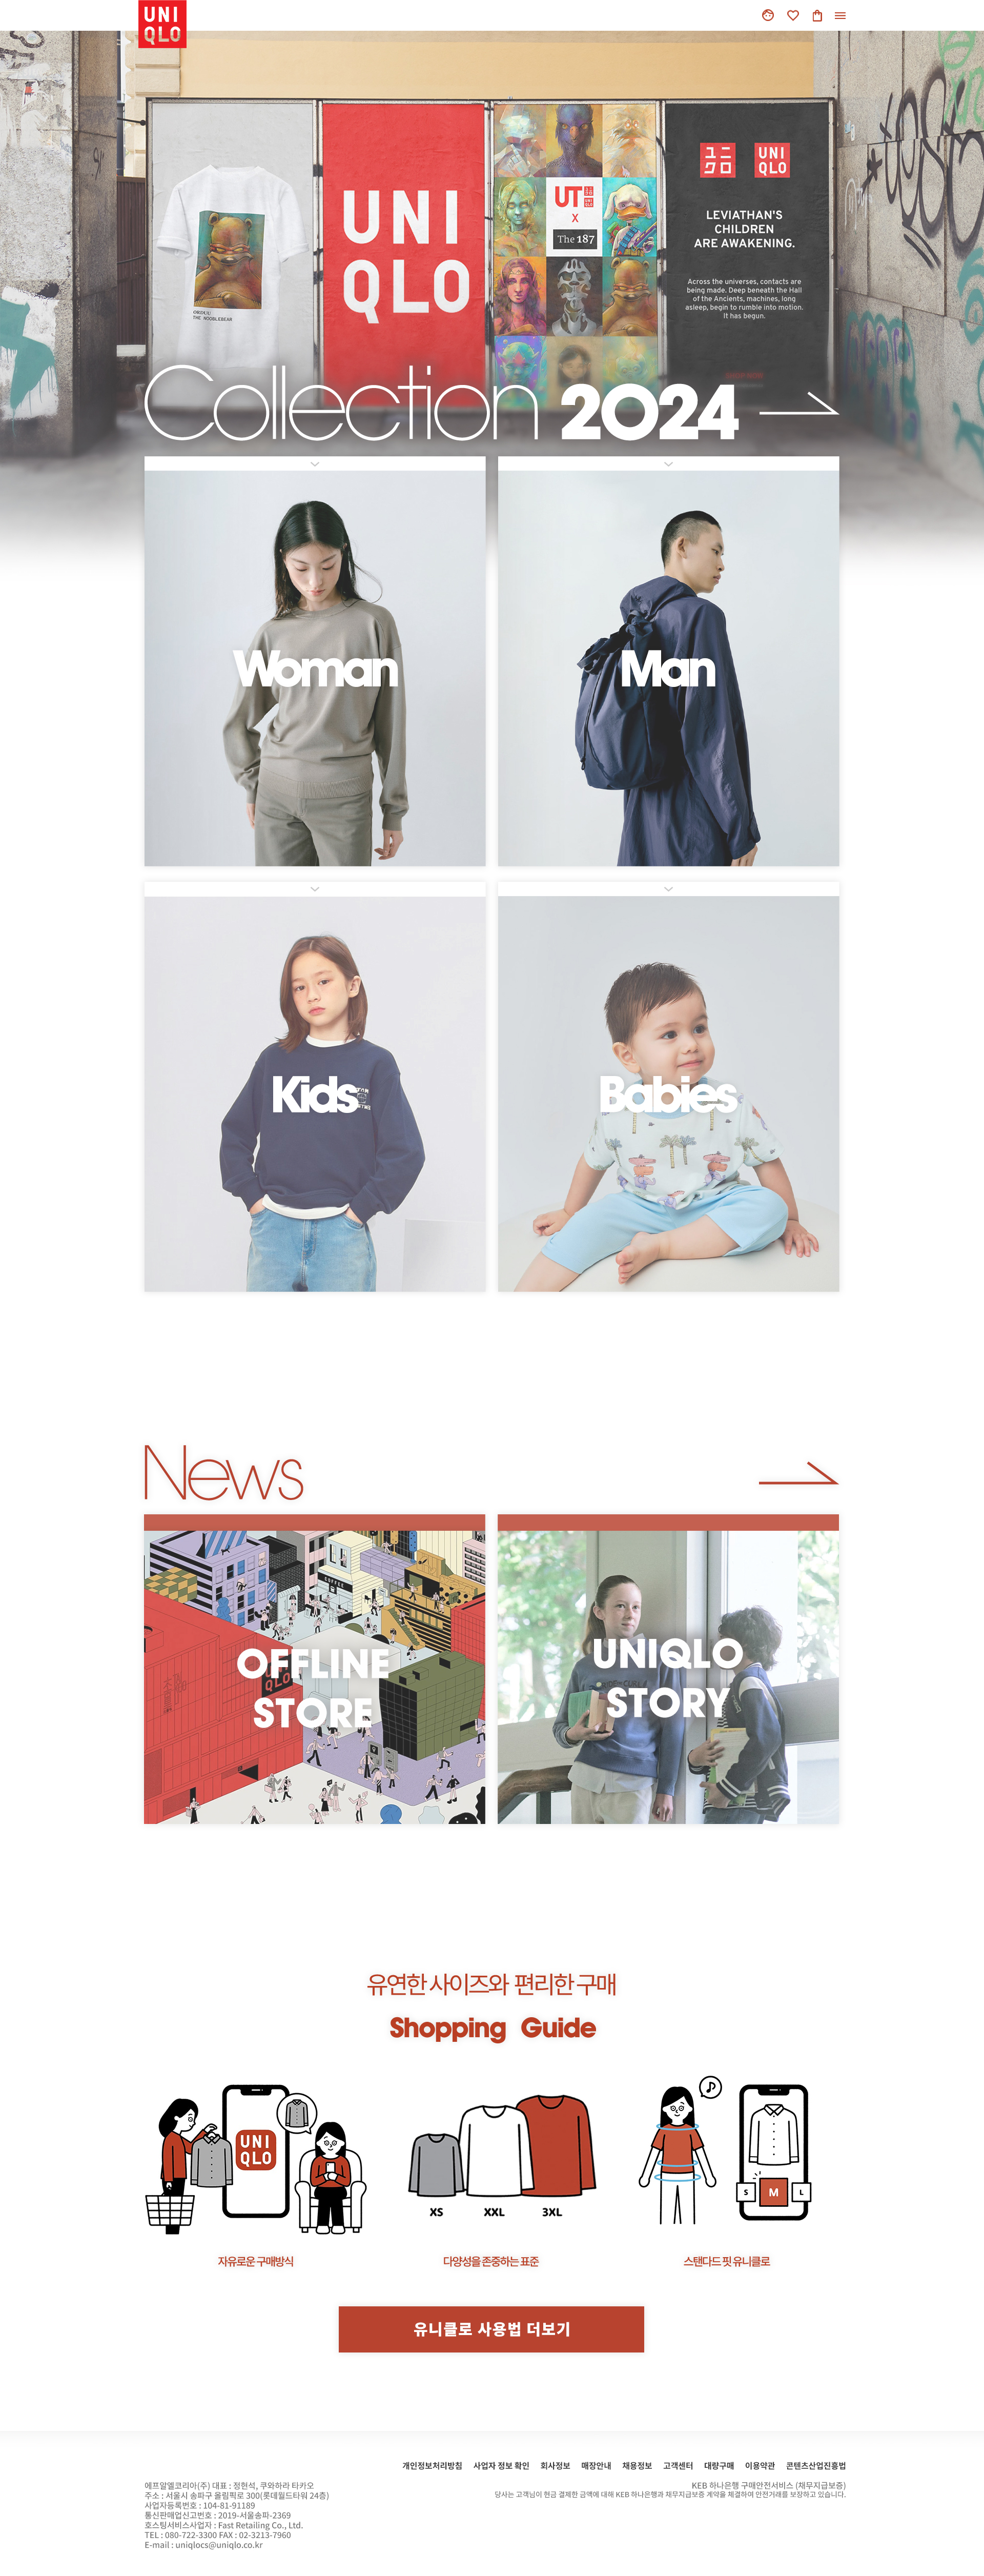 UNI
QLO
UNI
QLO
ORDUU,
THE NOOBLEBEAR
UT
X
The 187
ユニ
クロ
UNI
QLO
LEVIATHAN'S
CHILDREN
ARE AWAKENING.
Across the universes, contacts are
being made. Deep beneath the Hall
of the Ancients, machines, long
asleep, begin to rumble into motion.
It has begun.
Collection 2024
Woman
Man
Kids
Babies
News
COFFEE
QLO
OFFLINE
STORE
UNIQLO
STORY
유연한 사이즈와 편리한 구매
Shopping Guide
UNI
QLO
XS
XXL
3XL
S
M
L
자유로운 구매방식
다양성을 존중하는 표준
스탠다드 핏 유니클로
유니클로 사용법 더보기
개인정보처리방침 사업자 정보 확인 회사정보 매장안내 채용정보 고객센터 대량구매 이용약관 콘텐츠산업진흥법
에프알엘코리아(주) 대표 : 정현석, 쿠와하라 타카오
주소 : 서울시 송파구 올림픽로 300(롯데월드타워 24층)
사업자등록번호 : 104-81-91189
통신판매업신고번호 : 2019-서울송파-2369
호스팅서비스사업자 : Fast Retailing Co., Ltd.
TEL : 080-722-3300 FAX : 02-3213-7960
E-mail : uniqlocs@uniqlo.co.kr
KEB 하나은행 구매안전서비스 (채무지급보증)
당사는 고객님이 현금 결제한 금액에 대해 KEB 하나은행과 채무지급보증 계약을 체결하여 안전거래를 보장하고 있습니다.